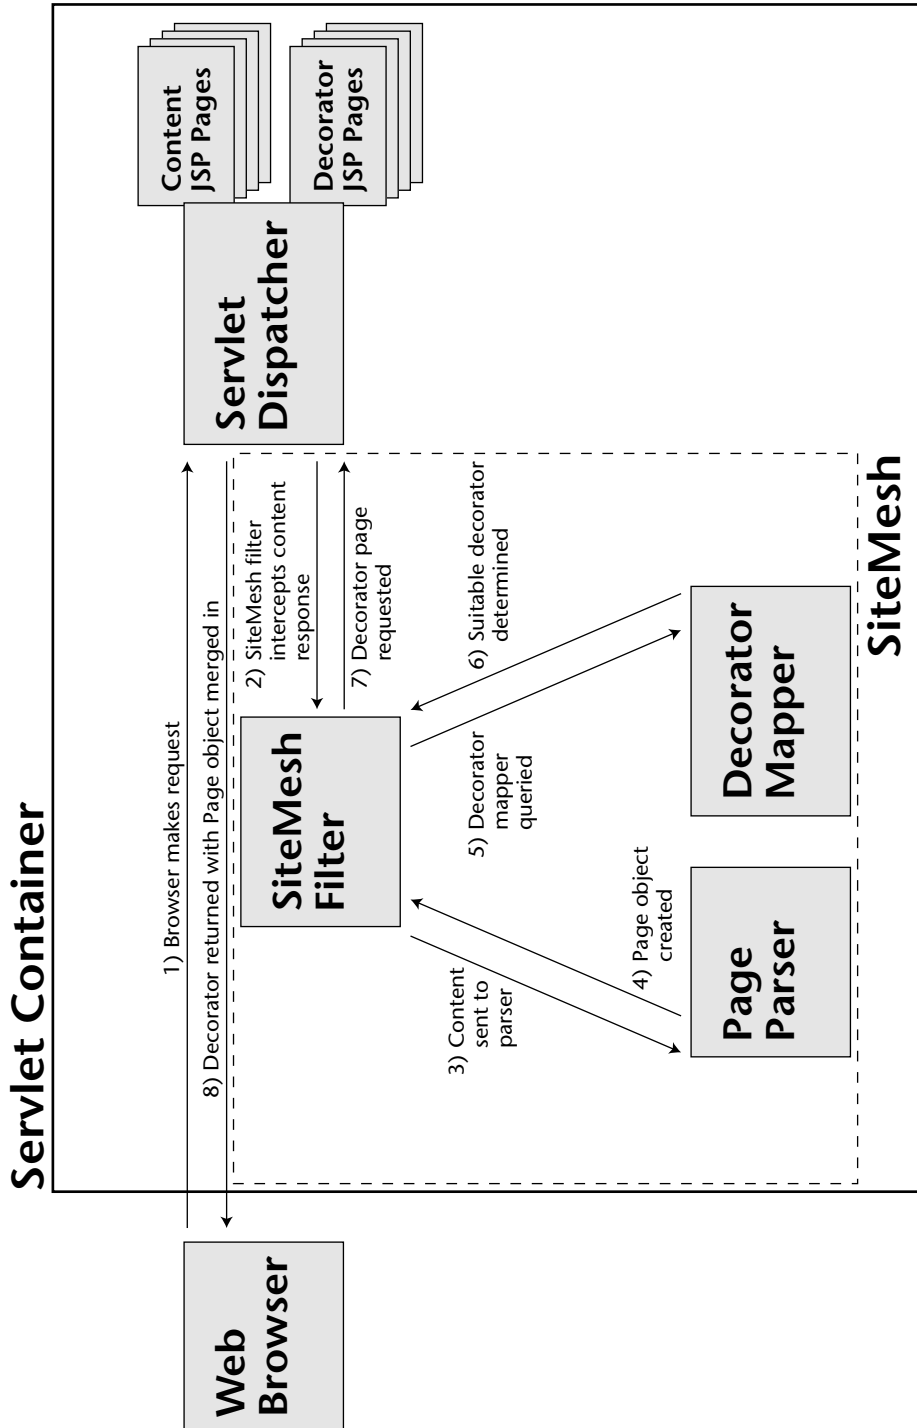 Servlet Container
Web
Browser
1) Browser makes request
8) Decorator returned with Page object merged in
Servlet
Dispatcher
Content
JSP Pages
Decorator
JSP Pages
2) SiteMesh filter
intercepts content
response
7) Decorator page
requested
SiteMesh
Filter
3) Content
sent to
parser
4) Page object
created
5) Decorator
mapper
queried
6) Suitable decorator
determined
Page
Parser
Decorator
Mapper
SiteMesh